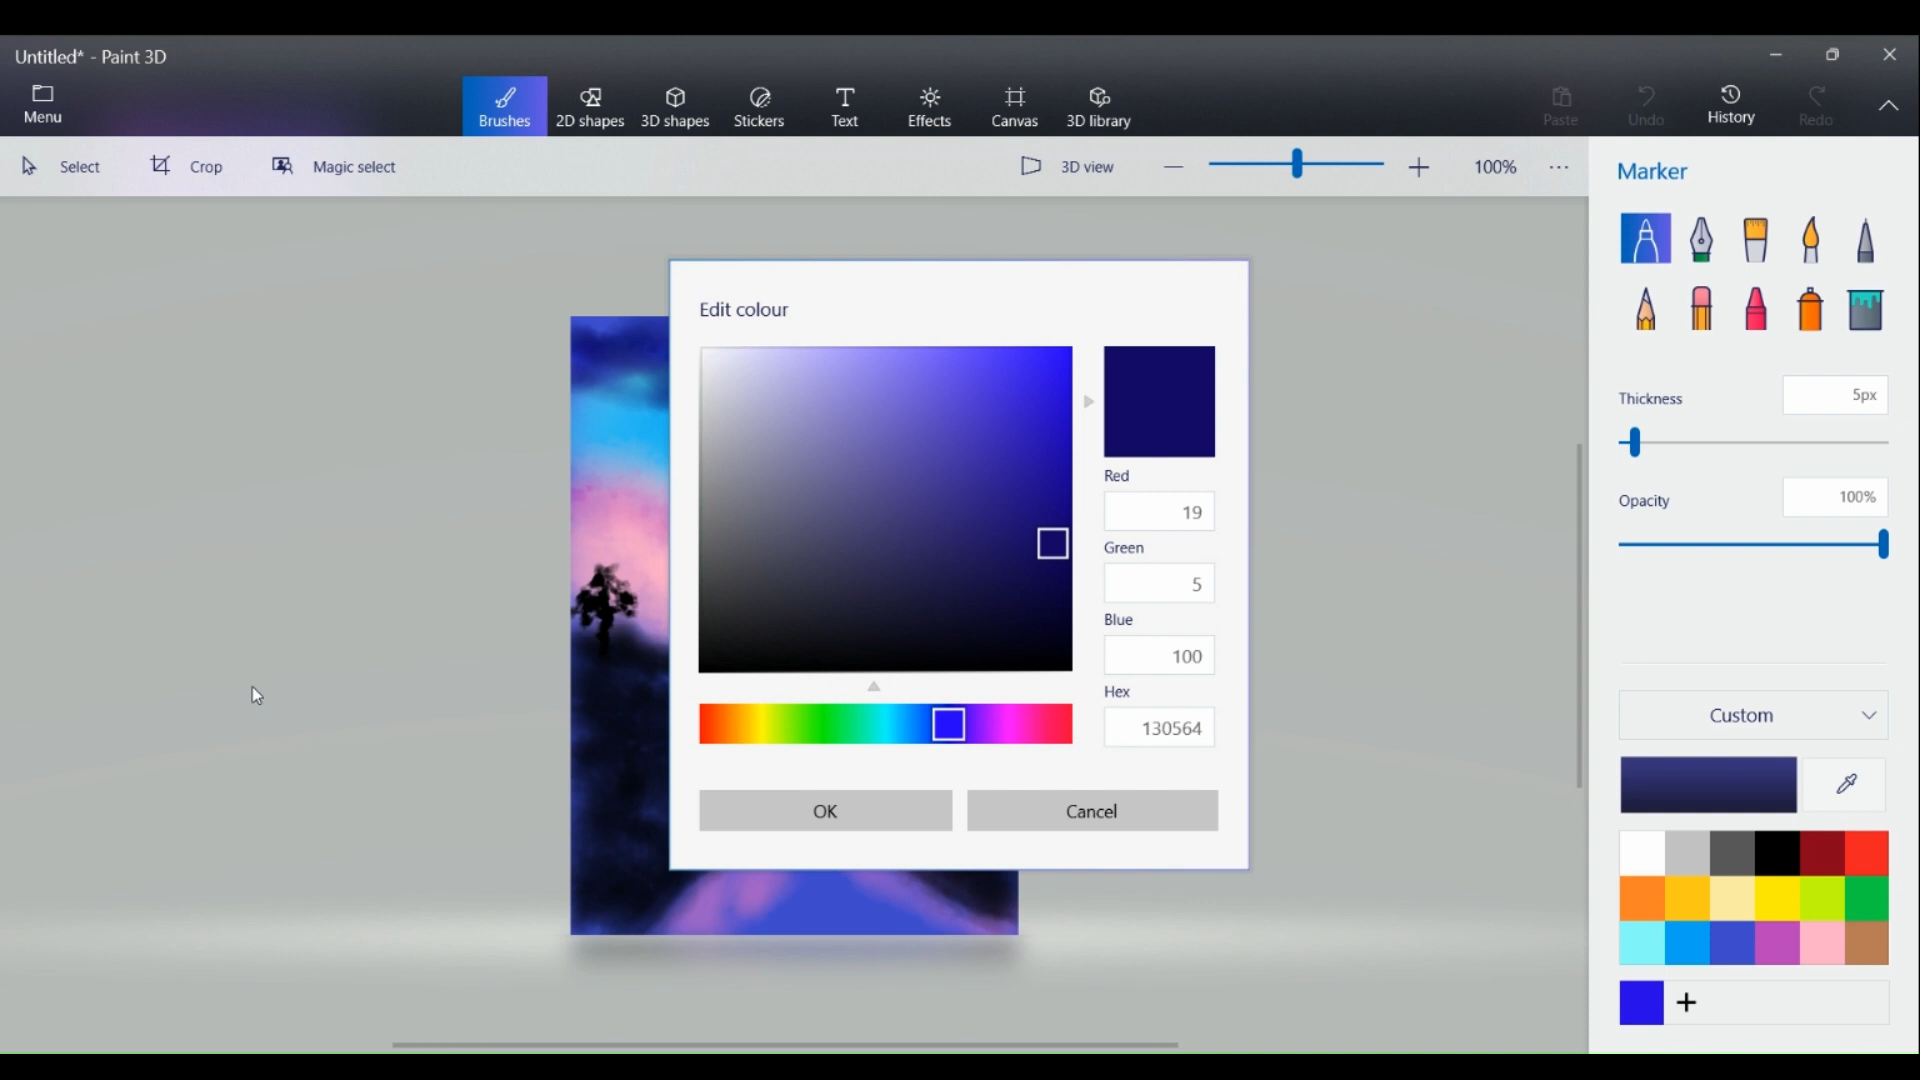 Untitled* - Paint 3D
Menu
Brushes 2D shapes 3D shapes Stickers Text Effects Canvas 3D library
Paste Undo History Redo
Select Crop Magic select 3D view 100%
Marker
Thickness 5px
Opacity 100%
Custom
Edit colour
Red
19
Green
5
Blue
100
Hex
130564
OK Cancel